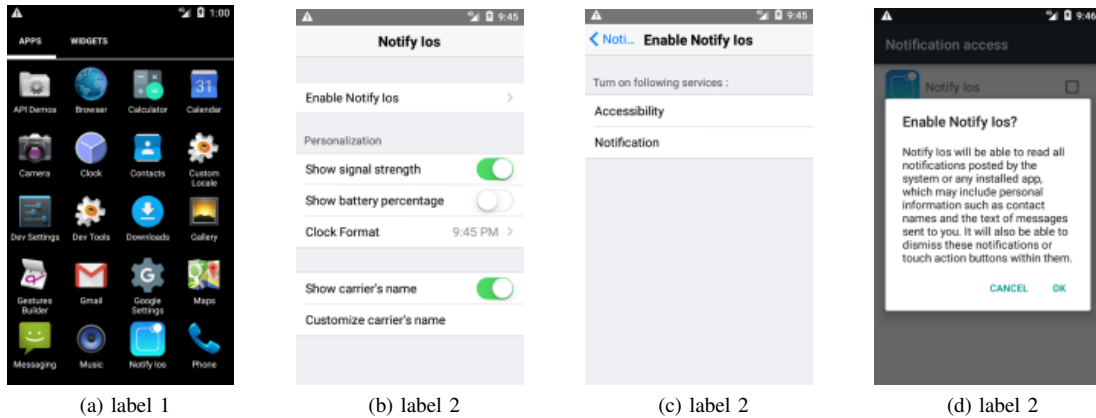 1:00
APPS WIDGETS
31
API Demos Browser Calculator Calendar
Camera Clock Contacts Custom
Locale
Dev Settings Dev Tools Downloads Gallery
Gestures
Builder Gmail Google
Settings Maps
Messaging Music Notify Ios Phone
(a) label 1
9:45
Notify Ios
Enable Notify Ios
Personalization
Show signal strength
Show battery percentage
Clock Format 9:45 PM
Show carrier's name
Customize carrier's name
(b) label 2
9:45
Noti... Enable Notify Ios
Turn on following services :
Accessibility
Notification
(c) label 2
9:46
Notification access
Notify Ios
Enable Notify Ios?
Notify Ios will be able to read all
notifications posted by the
system or any installed app,
which may include personal
information such as contact
names and the text of messages
sent to you. It will also be able to
dismiss these notifications or
touch action buttons within them.
CANCEL OK
(d) label 2